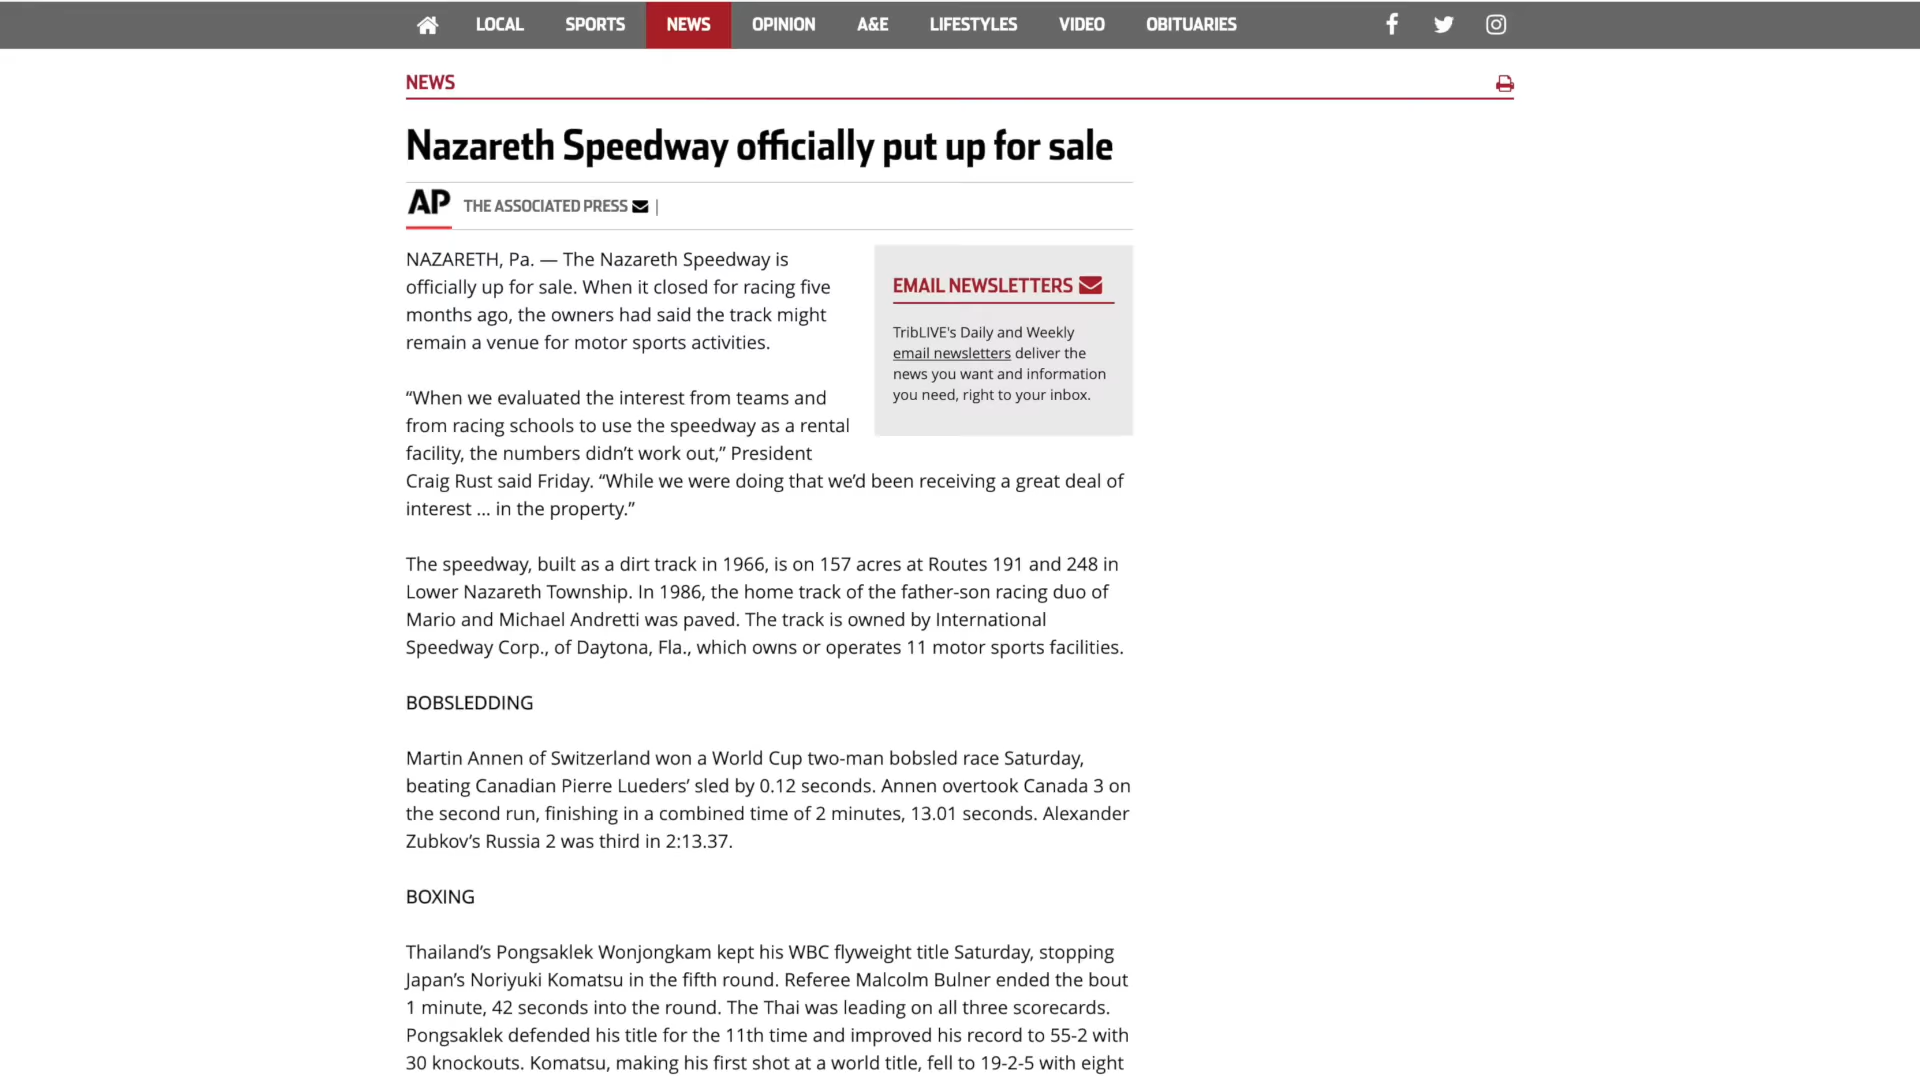 LOCAL SPORTS NEWS OPINION A&E LIFESTYLES VIDEO OBITUARIES
NEWS
Nazareth Speedway officially put up for sale
AP THE ASSOCIATED PRESS |
NAZARETH, Pa. — The Nazareth Speedway is
officially up for sale. When it closed for racing five
months ago, the owners had said the track might
remain a venue for motor sports activities.
“When we evaluated the interest from teams and
from racing schools to use the speedway as a rental
facility, the numbers didn’t work out,” President
Craig Rust said Friday. “While we were doing that we’d been receiving a great deal of
interest ... in the property.”
EMAIL NEWSLETTERS
TribLIVE's Daily and Weekly
email newsletters deliver the
news you want and information
you need, right to your inbox.
The speedway, built as a dirt track in 1966, is on 157 acres at Routes 191 and 248 in
Lower Nazareth Township. In 1986, the home track of the father-son racing duo of
Mario and Michael Andretti was paved. The track is owned by International
Speedway Corp., of Daytona, Fla., which owns or operates 11 motor sports facilities.
BOBSLEDDING
Martin Annen of Switzerland won a World Cup two-man bobsled race Saturday,
beating Canadian Pierre Lueders’ sled by 0.12 seconds. Annen overtook Canada 3 on
the second run, finishing in a combined time of 2 minutes, 13.01 seconds. Alexander
Zubkov’s Russia 2 was third in 2:13.37.
BOXING
Thailand’s Pongsaklek Wonjongkam kept his WBC flyweight title Saturday, stopping
Japan’s Noriyuki Komatsu in the fifth round. Referee Malcolm Bulner ended the bout
1 minute, 42 seconds into the round. The Thai was leading on all three scorecards.
Pongsaklek defended his title for the 11th time and improved his record to 55-2 with
30 knockouts. Komatsu, making his first shot at a world title, fell to 19-2-5 with eight